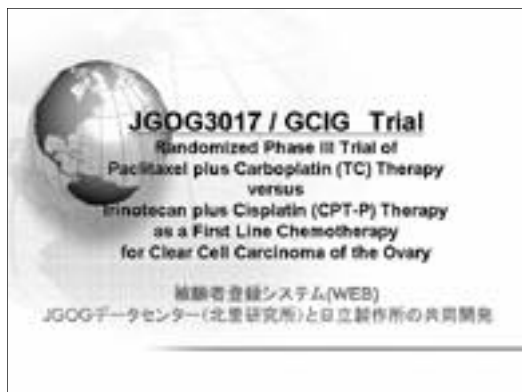 JGOG3017 / GCIG Trial
Randomized Phase III Trial of
Paclitaxel plus Carboplatin (TC) Therapy
versus
Irinotecan plus Cisplatin (CPT-P) Therapy
as a First Line Chemotherapy
for Clear Cell Carcinoma of the Ovary
被験者登録システム(WEB)
JGOGデータセンター(北里研究所)と日立製作所の共同開発